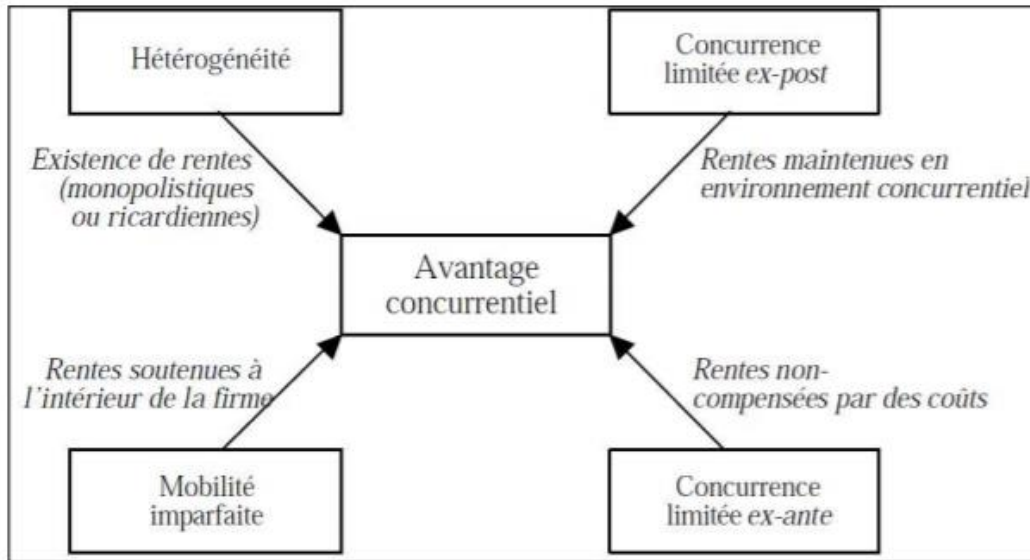 Hétérogénéité
Concurrence
limitée ex-post
Existence de rentes
(monopolistiques
ou ricardiennes)
Rentes maintenues en
environnement concurrentiel
Avantage
concurrentiel
Rentes soutenues à
l'intérieur de la firme
Rentes non-
compensées par des coûts
Mobilité
imparfaite
Concurrence
limitée ex-ante